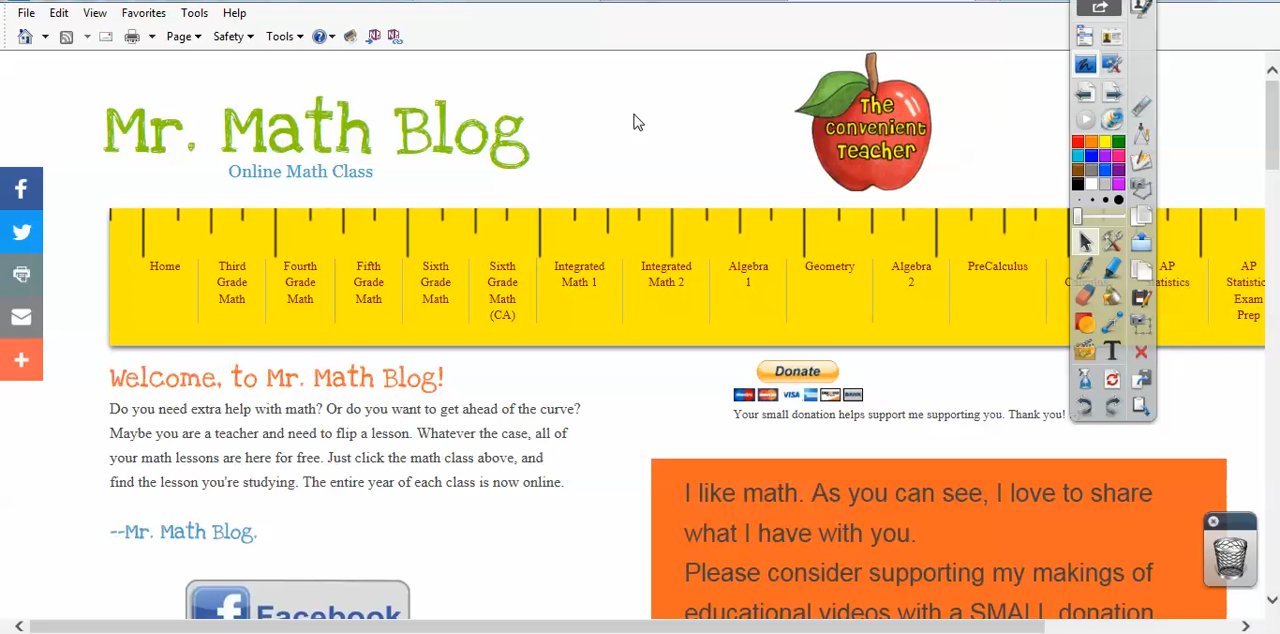 File Edit View Favorites Tools Help
Page Safety Tools
Mr. Math Blog
Online Math Class
The
Convenient
Teacher
Home
Third
Grade
Math
Fourth
Grade
Math
Fifth
Grade
Math
Sixth
Grade
Math
Sixth
Grade
Math
(CA)
Integrated
Math 1
Integrated
Math 2
Algebra
1
Geometry
Algebra
2
PreCalculus
AP
AP
Exam
Prep
Welcome, to Mr. Math Blog!
Do you need extra help with math? Or do you want to get ahead of the curve?
Maybe you are a teacher and need to flip a lesson. Whatever the case, all of
your math lessons are here for free. Just click the math class above, and
find the lesson you're studying. The entire year of each class is now online.
--Mr. Math Blog.
Facebook
Donate
VISA
Your small donation helps support me supporting you. Thank you!
I like math. As you can see, I love to share
what I have with you.
Please consider supporting my makings of
educational videos with a SMALL donation
T